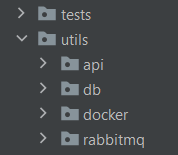 tests
utils
api
db
docker
rabbitmq